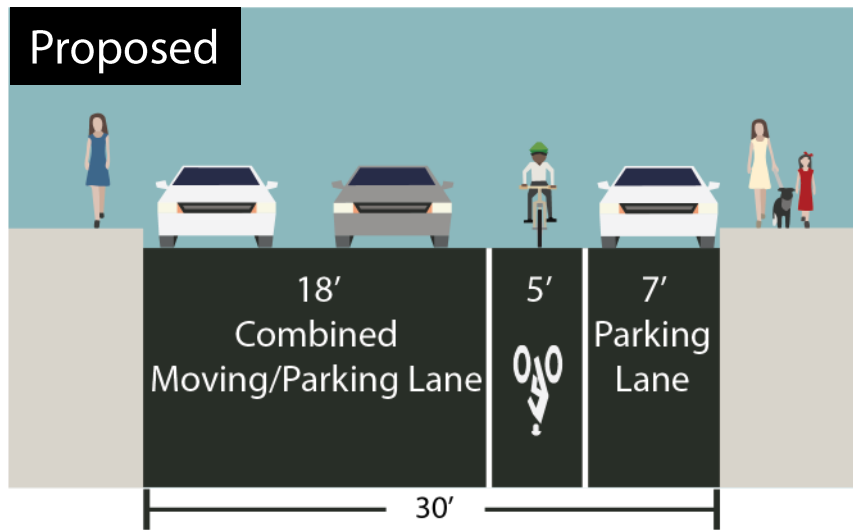 Proposed
18’
Combined
Moving/Parking Lane
5’
7’
Parking
Lane
30’